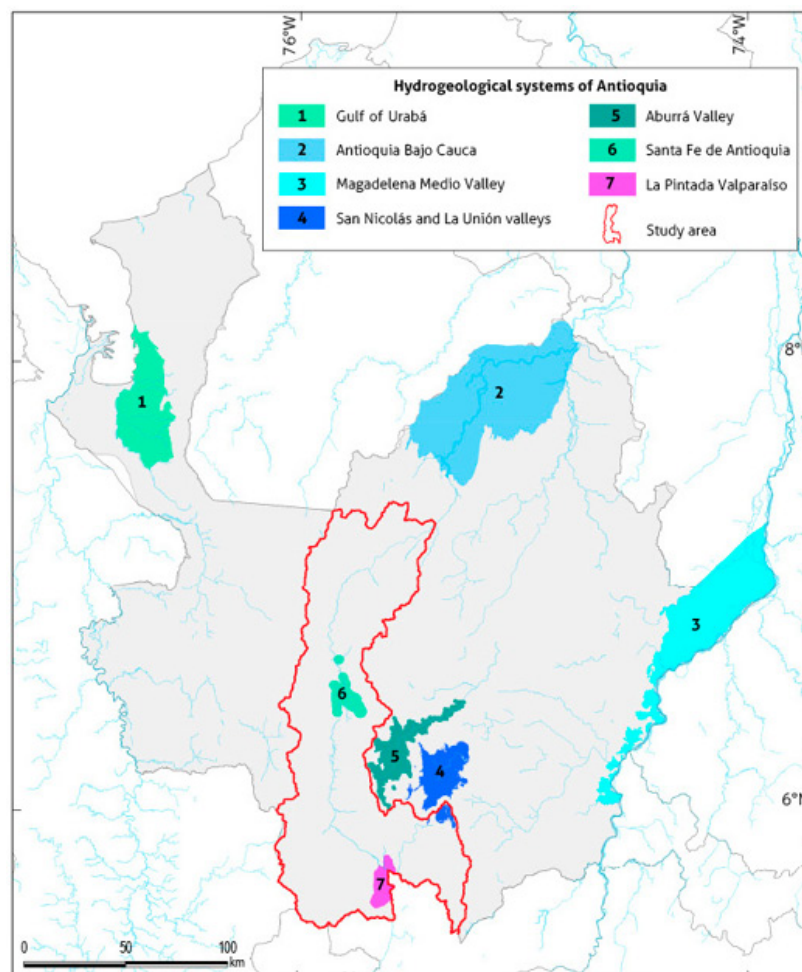 76°W
74°W
Hydrogeological systems of Antioquia
1 Gulf of Urabá
2 Antioquia Bajo Cauca
3 Magadelena Medio Valley
4 San Nicolás and La Unión valleys
5 Aburrá Valley
6 Santa Fe de Antioquia
7 La Pintada Valparaíso
Study area
8°
1
2
3
6
5
4
6°N
7
0 50 100
km